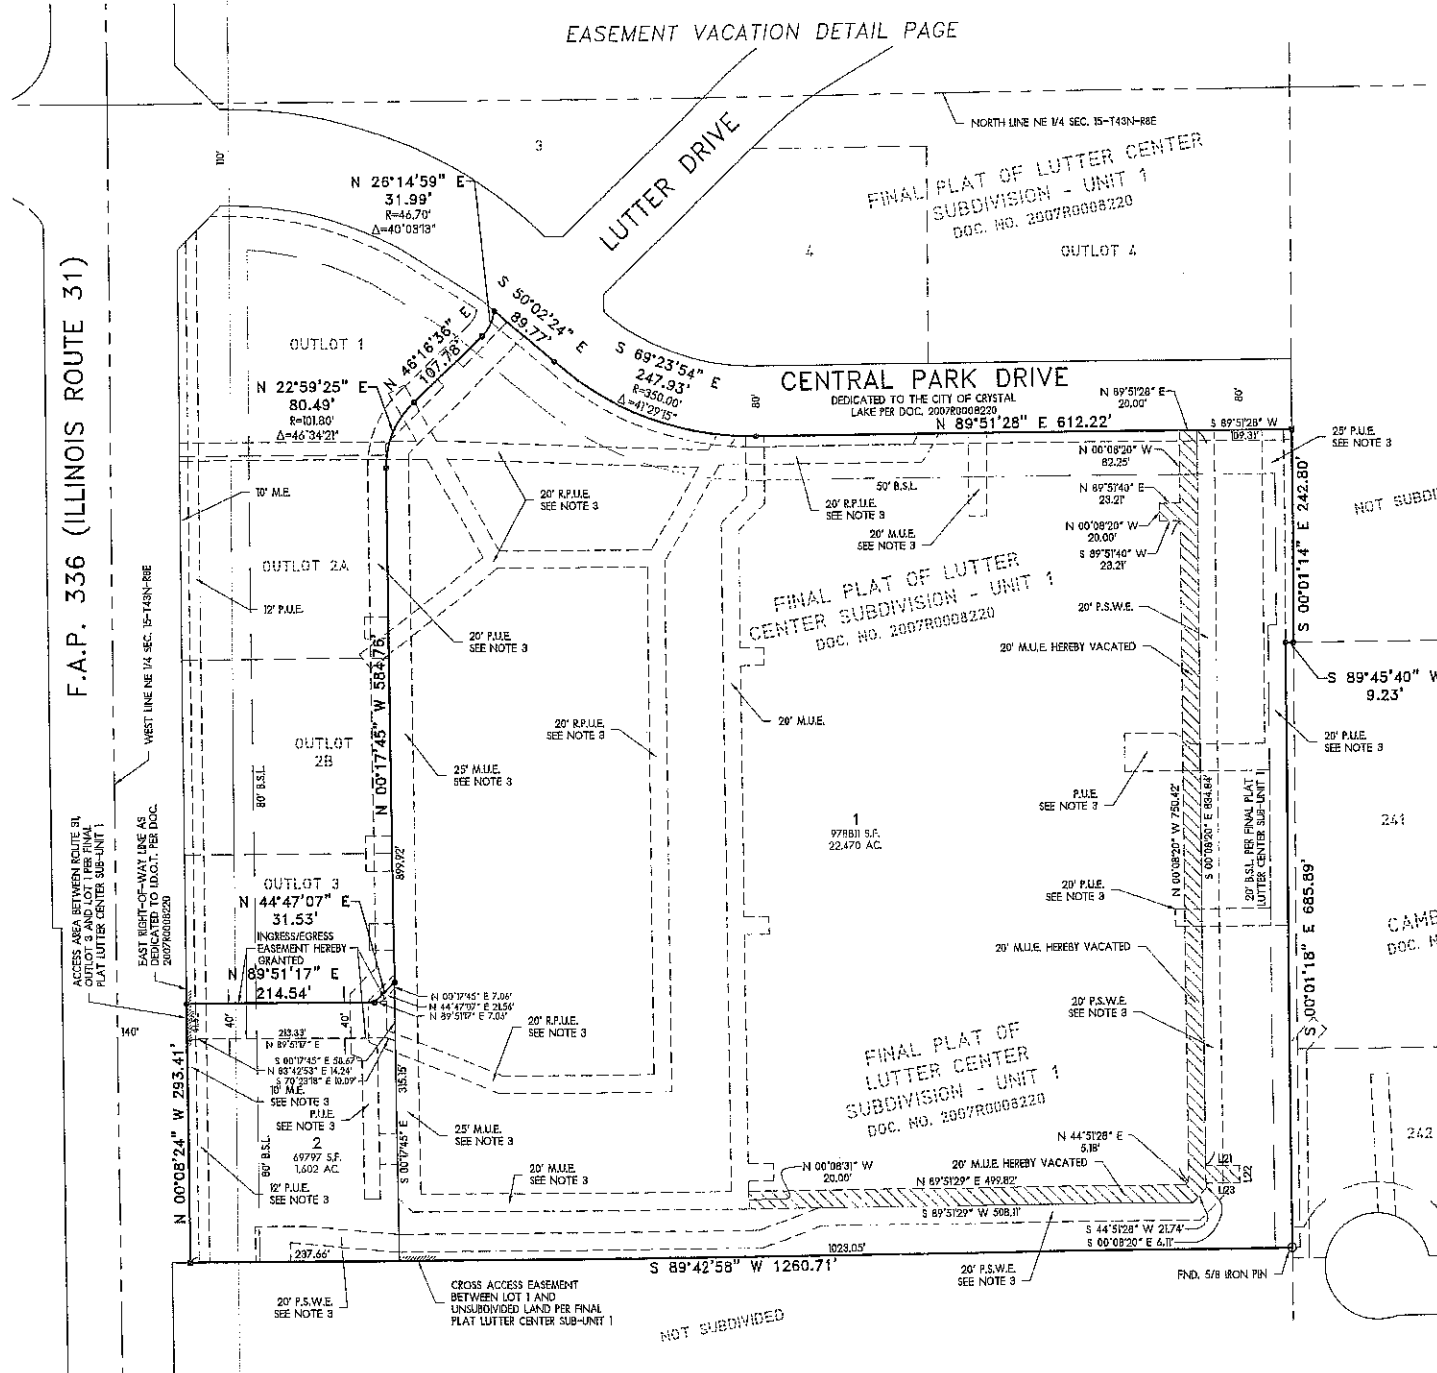 EASEMENT VACATION DETAIL PAGE
NORTH LINE NE 1/4 SEC. 15-T43N-R8E
110'
3
N 26°14'59" E
31.99'
R=46.70'
Δ=40°03'13"
LUTTER DRIVE
FINAL PLAT OF LUTTER CENTER
SUBDIVISION - UNIT 1
DOC. NO. 2007R0008220
OUTLOT 4
4
F.A.P. 336 (ILLINOIS ROUTE 31)
S 50°02'24" E
89.77'
N 46°16'36" E
107.78'
OUTLOT 1
S 69°23'54" E
247.93'
R=350.00'
Δ=41°29'15"
N 22°59'25" E
80.49'
R=101.80'
Δ=46°34'21"
CENTRAL PARK DRIVE
DEDICATED TO THE CITY OF CRYSTAL
LAKE PER DOC. 2007R0008220
N 89°51'28" E 612.22'
80'
80'
N 89°51'28" E
20.00'
S 89°51'28" W
109.31'
25' P.U.E.
SEE NOTE 3
N 00°08'20" W
82.25'
N 89°51'40" E
23.21'
N 00°08'20" W
20.00'
S 89°51'40" W
23.21'
S 00°01'14" E 242.80'
NOT SUBDI
10' M.E.
20' R.P.U.E.
SEE NOTE 3
50' B.S.L.
20' R.P.U.E.
SEE NOTE 3
20' M.U.E.
SEE NOTE 3
OUTLOT 2A
FINAL PLAT OF LUTTER
CENTER SUBDIVISION - UNIT 1
DOC. NO. 2007R0008220
12' P.U.E.
20' P.S.W.E.
20' P.U.E.
SEE NOTE 3
20' M.U.E. HEREBY VACATED
WEST LINE NE 1/4 SEC. 15-T43N-R8E
N 00°17'45" W 584.76'
S 89°45'40" W
9.23'
20' R.P.U.E.
SEE NOTE 3
20' M.U.E.
20' P.U.E.
SEE NOTE 3
OUTLOT
2B
80' B.S.L.
25' M.U.E.
SEE NOTE 3
P.U.E.
SEE NOTE 3
1
978811 S.F.
22.470 AC.
N 00°08'20" W 750.42'
S 00°08'20" E 834.84'
20' B.S.L. PER FINAL PLAT
LUTTER CENTER SUB-UNIT 1
241
899.92'
ACCESS AREA BETWEEN ROUTE 31,
OUTLOT 3 AND LOT 1 PER FINAL
PLAT LUTTER CENTER SUB-UNIT 1
EAST RIGHT-OF-WAY LINE AS
DEDICATED TO I.D.O.T. PER DOC.
2007R0008220
OUTLOT 3
N 44°47'07" E
31.53'
INGRESS/EGRESS
EASEMENT HEREBY
GRANTED
N 89°51'17" E
214.54'
20' P.U.E.
SEE NOTE 3
20' M.U.E. HEREBY VACATED
CAMB
DOC. N
S 00°01'18" E 685.89'
N 00°17'45" E 7.06'
N 44°47'07" E 21.56'
N 89°51'17" E 7.05'
20' P.S.W.E.
SEE NOTE 3
140'
40'
40'
213.33'
N 89°51'17" E
S 00°17'45" E 50.67'
N 83°42'53" E 14.24'
S 70°23'18" E 10.09'
20' R.P.U.E.
SEE NOTE 3
10' M.E.
SEE NOTE 3
P.U.E.
SEE NOTE 3
315.15'
FINAL PLAT OF
LUTTER CENTER
SUBDIVISION - UNIT 1
DOC. NO. 2007R0008220
N 00°08'24" W 293.41'
2
69797 S.F.
1.602 AC.
80' B.S.L.
25' M.U.E.
SEE NOTE 3
S 00°17'45" E
242
N 44°51'28" E
5.18'
20' M.U.E.
SEE NOTE 3
N 00°08'31" W
20.00'
20' M.U.E. HEREBY VACATED
N 89°51'29" E 499.82'
L21
L22
L23
12' P.U.E.
SEE NOTE 3
S 89°51'29" W 508.11'
S 44°51'28" W 21.74'
S 00°08'20" E 6.11'
237.66'
1023.05'
S 89°42'58" W 1260.71'
20' P.S.W.E.
SEE NOTE 3
FND. 5/8 IRON PIN
20' P.S.W.E.
SEE NOTE 3
CROSS ACCESS EASEMENT
BETWEEN LOT 1 AND
UNSUBDIVIDED LAND PER FINAL
PLAT LUTTER CENTER SUB-UNIT 1
NOT SUBDIVIDED